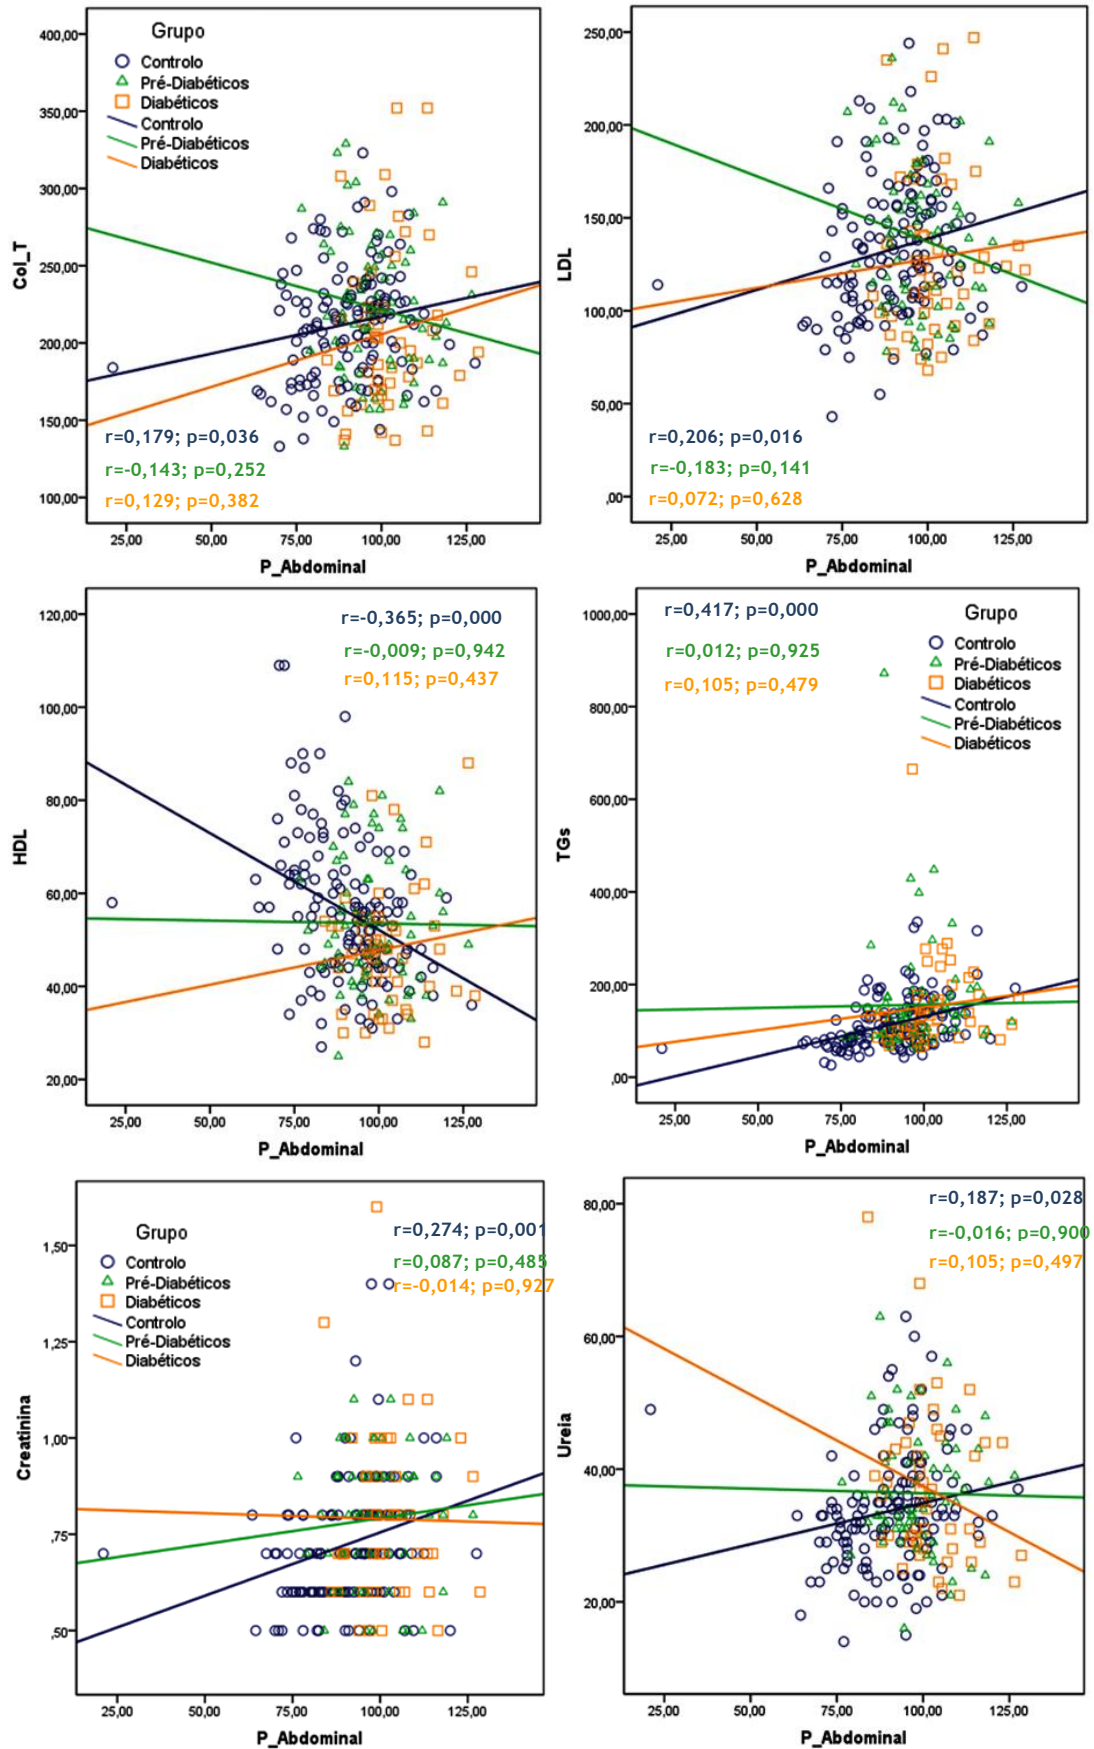 Grupo
Controlo
Pré-Diabéticos
Diabéticos
Controlo
Pré-Diabéticos
Diabéticos
400,00
350,00
300,00
250,00
200,00
150,00
100,00
Col_T
r=0,179; p=0,036
r=-0,143; p=0,252
r=0,129; p=0,382
25,00 50,00 75,00 100,00 125,00
P_Abdominal
250,00
200,00
150,00
100,00
50,00
,00
LDL
r=0,206; p=0,016
r=-0,183; p=0,141
r=0,072; p=0,628
25,00 50,00 75,00 100,00 125,00
P_Abdominal
r=-0,365; p=0,000
r=-0,009; p=0,942
r=0,115; p=0,437
120,00
100,00
80,00
60,00
40,00
20,00
HDL
25,00 50,00 75,00 100,00 125,00
P_Abdominal
r=0,417; p=0,000
r=0,012; p=0,925
r=0,105; p=0,479
Grupo
Controlo
Pré-Diabéticos
Diabéticos
Controlo
Pré-Diabéticos
Diabéticos
1000,00
800,00
600,00
400,00
200,00
,00
TGs
25,00 50,00 75,00 100,00 125,00
P_Abdominal
Grupo
Controlo
Pré-Diabéticos
Diabéticos
Controlo
Pré-Diabéticos
Diabéticos
r=0,274; p=0,001
r=0,087; p=0,485
r=-0,014; p=0,927
1,50
1,25
1,00
,75
,50
Creatinina
25,00 50,00 75,00 100,00 125,00
P_Abdominal
r=0,187; p=0,028
r=-0,016; p=0,900
r=0,105; p=0,497
80,00
60,00
40,00
20,00
Ureia
25,00 50,00 75,00 100,00 125,00
P_Abdominal